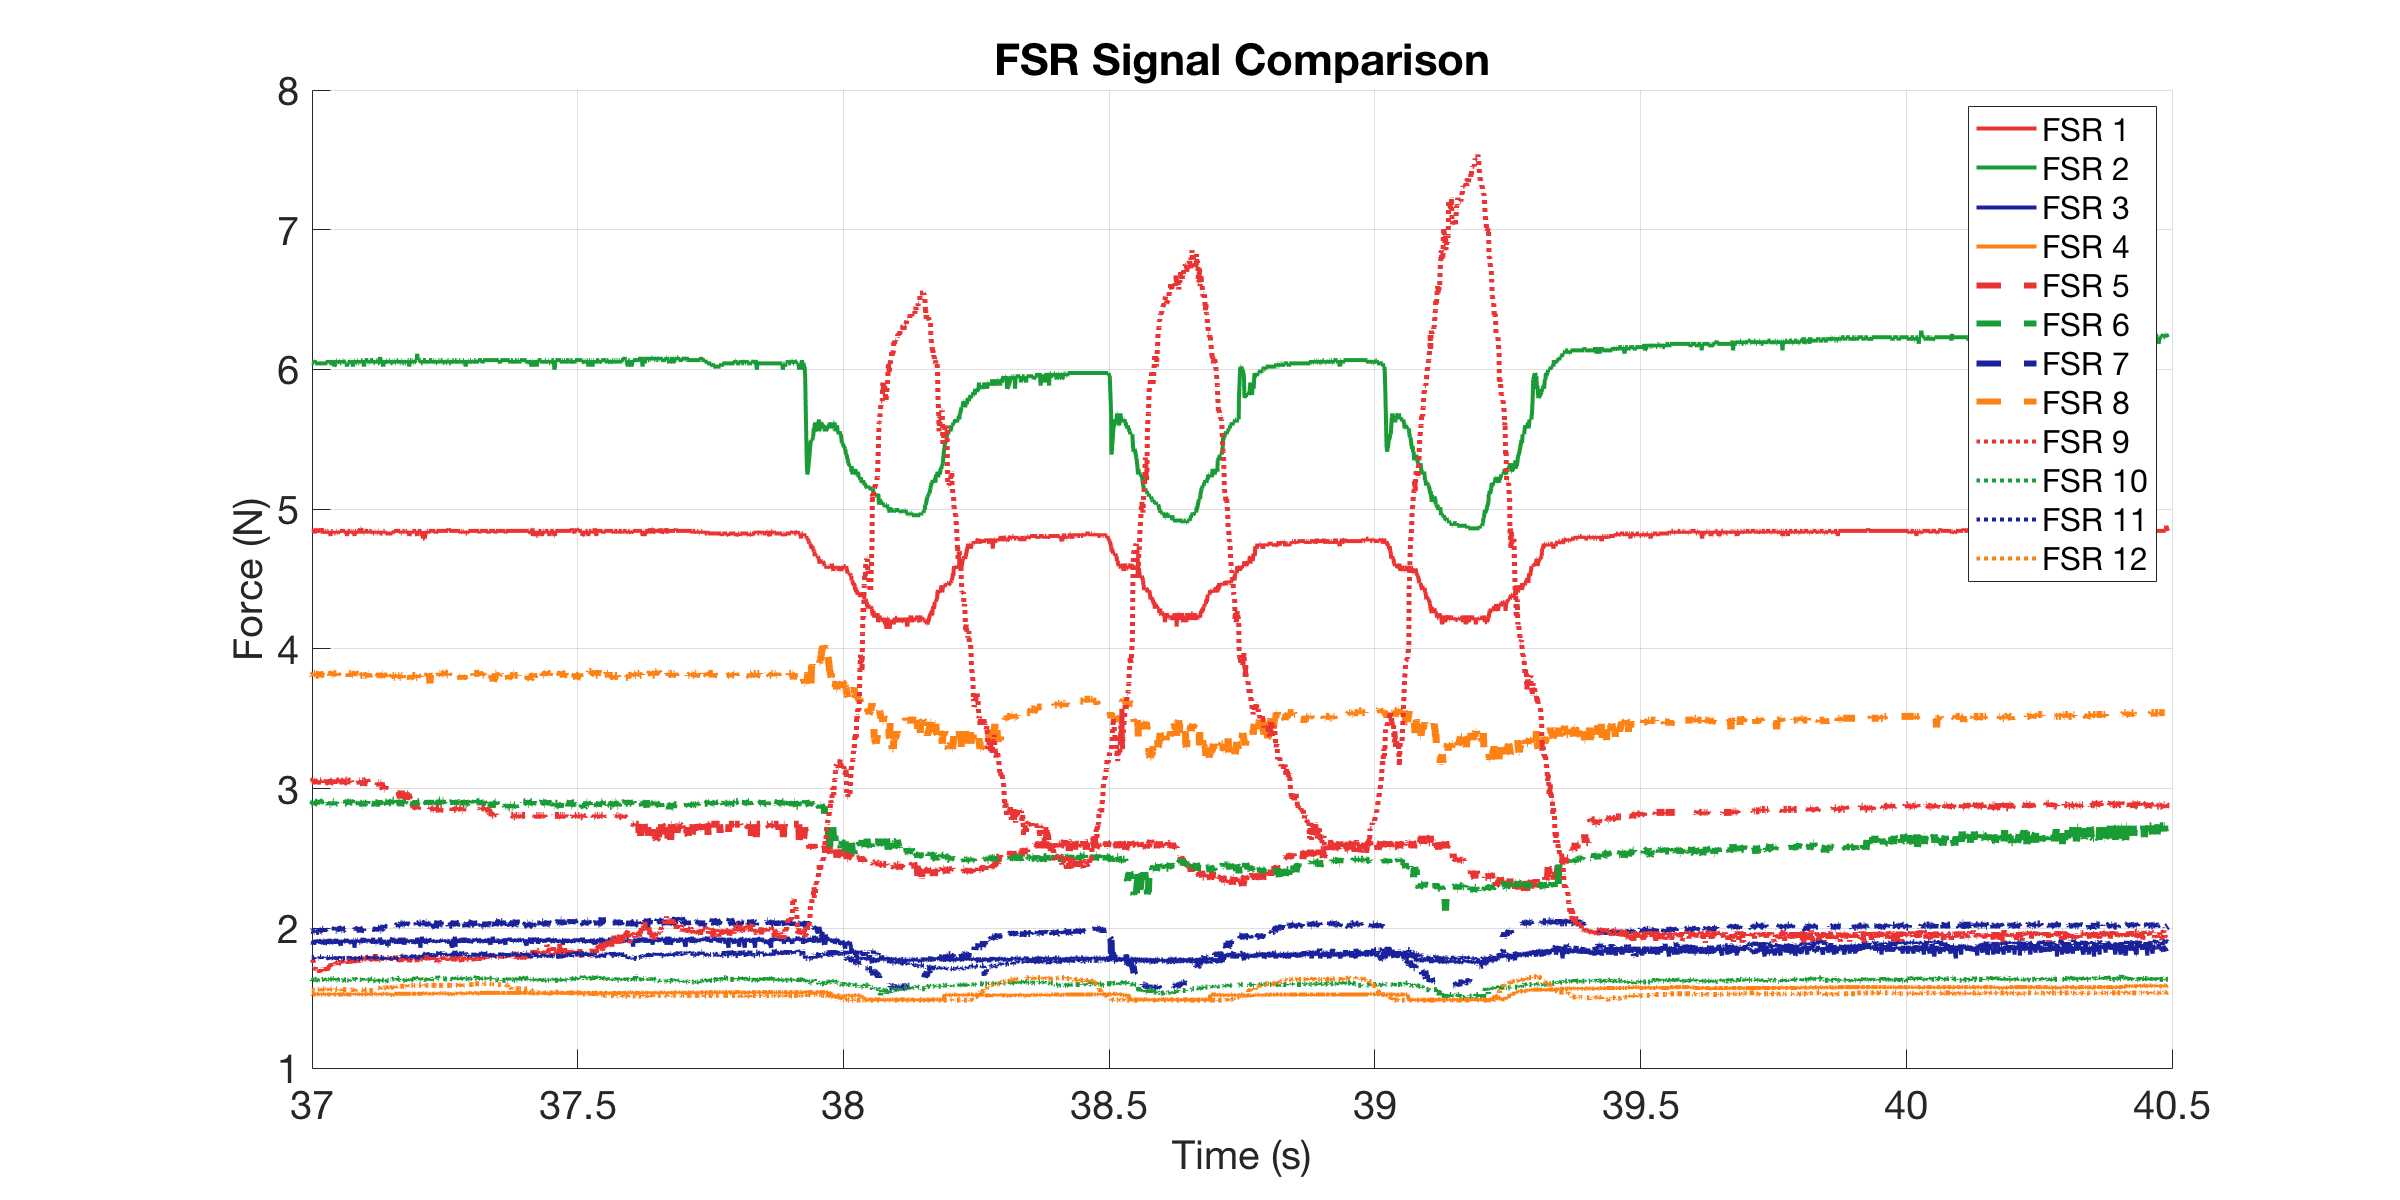 FSR Signal Comparison
8
7
6
5
4
3
2
1
Force (N)
37 37.5 38 38.5 39 39.5 40 40.5
Time (s)
FSR 1
FSR 2
FSR 3
FSR 4
FSR 5
FSR 6
FSR 7
FSR 8
FSR 9
FSR 10
FSR 11
FSR 12